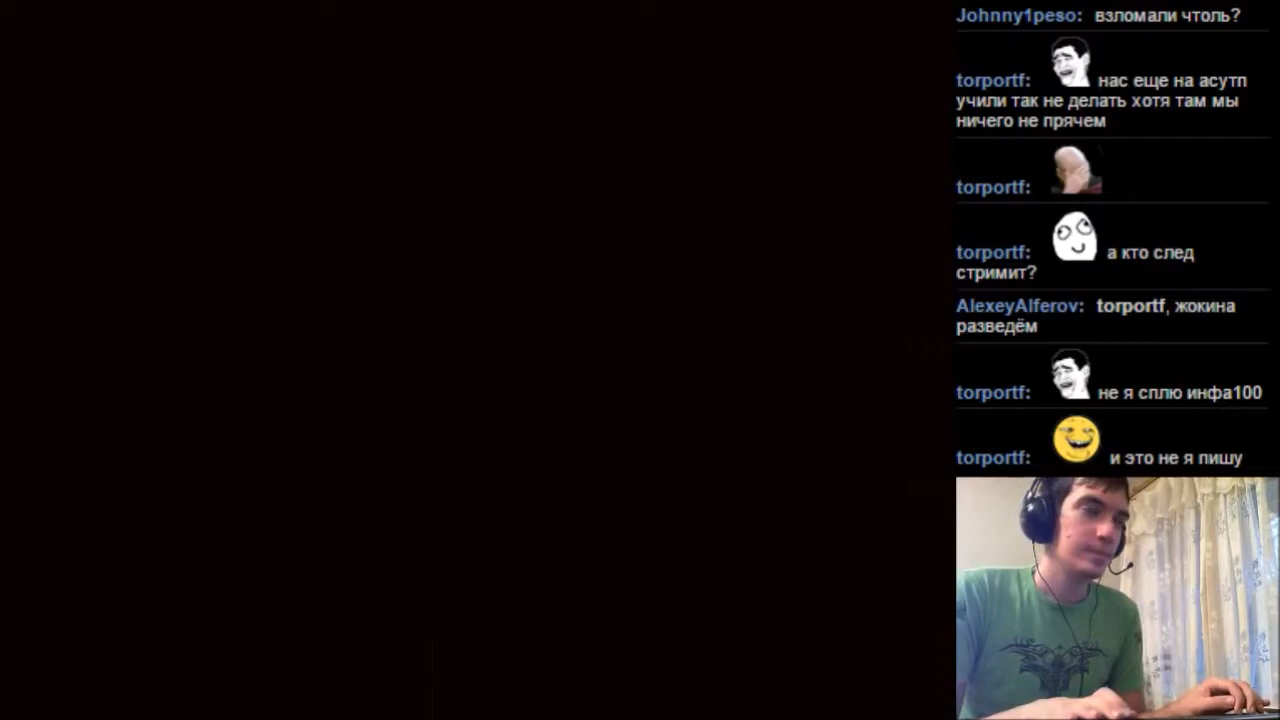 Johnny1peso: взломали чтоль?
torportf: нас еще на асутп
учили так не делать хотя там мы
ничего не прячем
torportf:
torportf: а кто след
стримит?
AlexeyAlferov: torportf, жокина
разведём
torportf: не я сплю инфа100
torportf: и это не я пишу